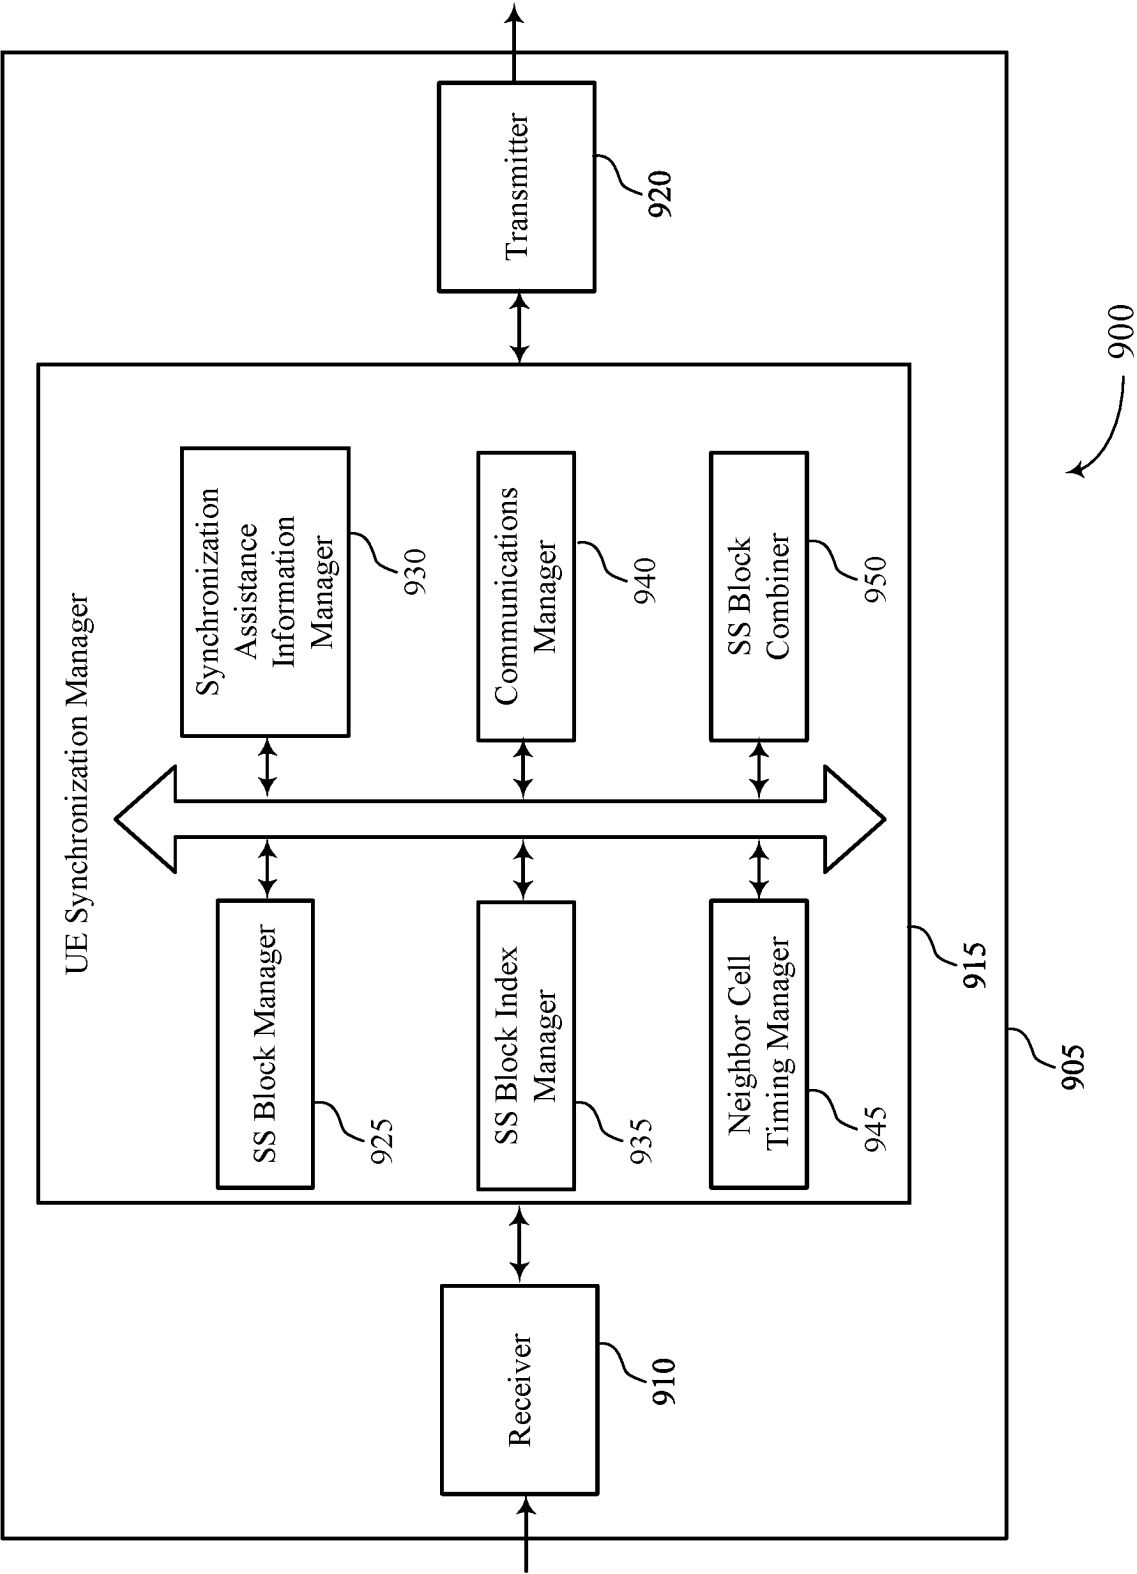 UE Synchronization Manager
Receiver
910
SS Block Manager
925
SS Block Index
Manager
935
Neighbor Cell
Timing Manager
945
Synchronization
Assistance
Information
Manager
930
Communications
Manager
940
SS Block
Combiner
950
915
Transmitter
920
905
900